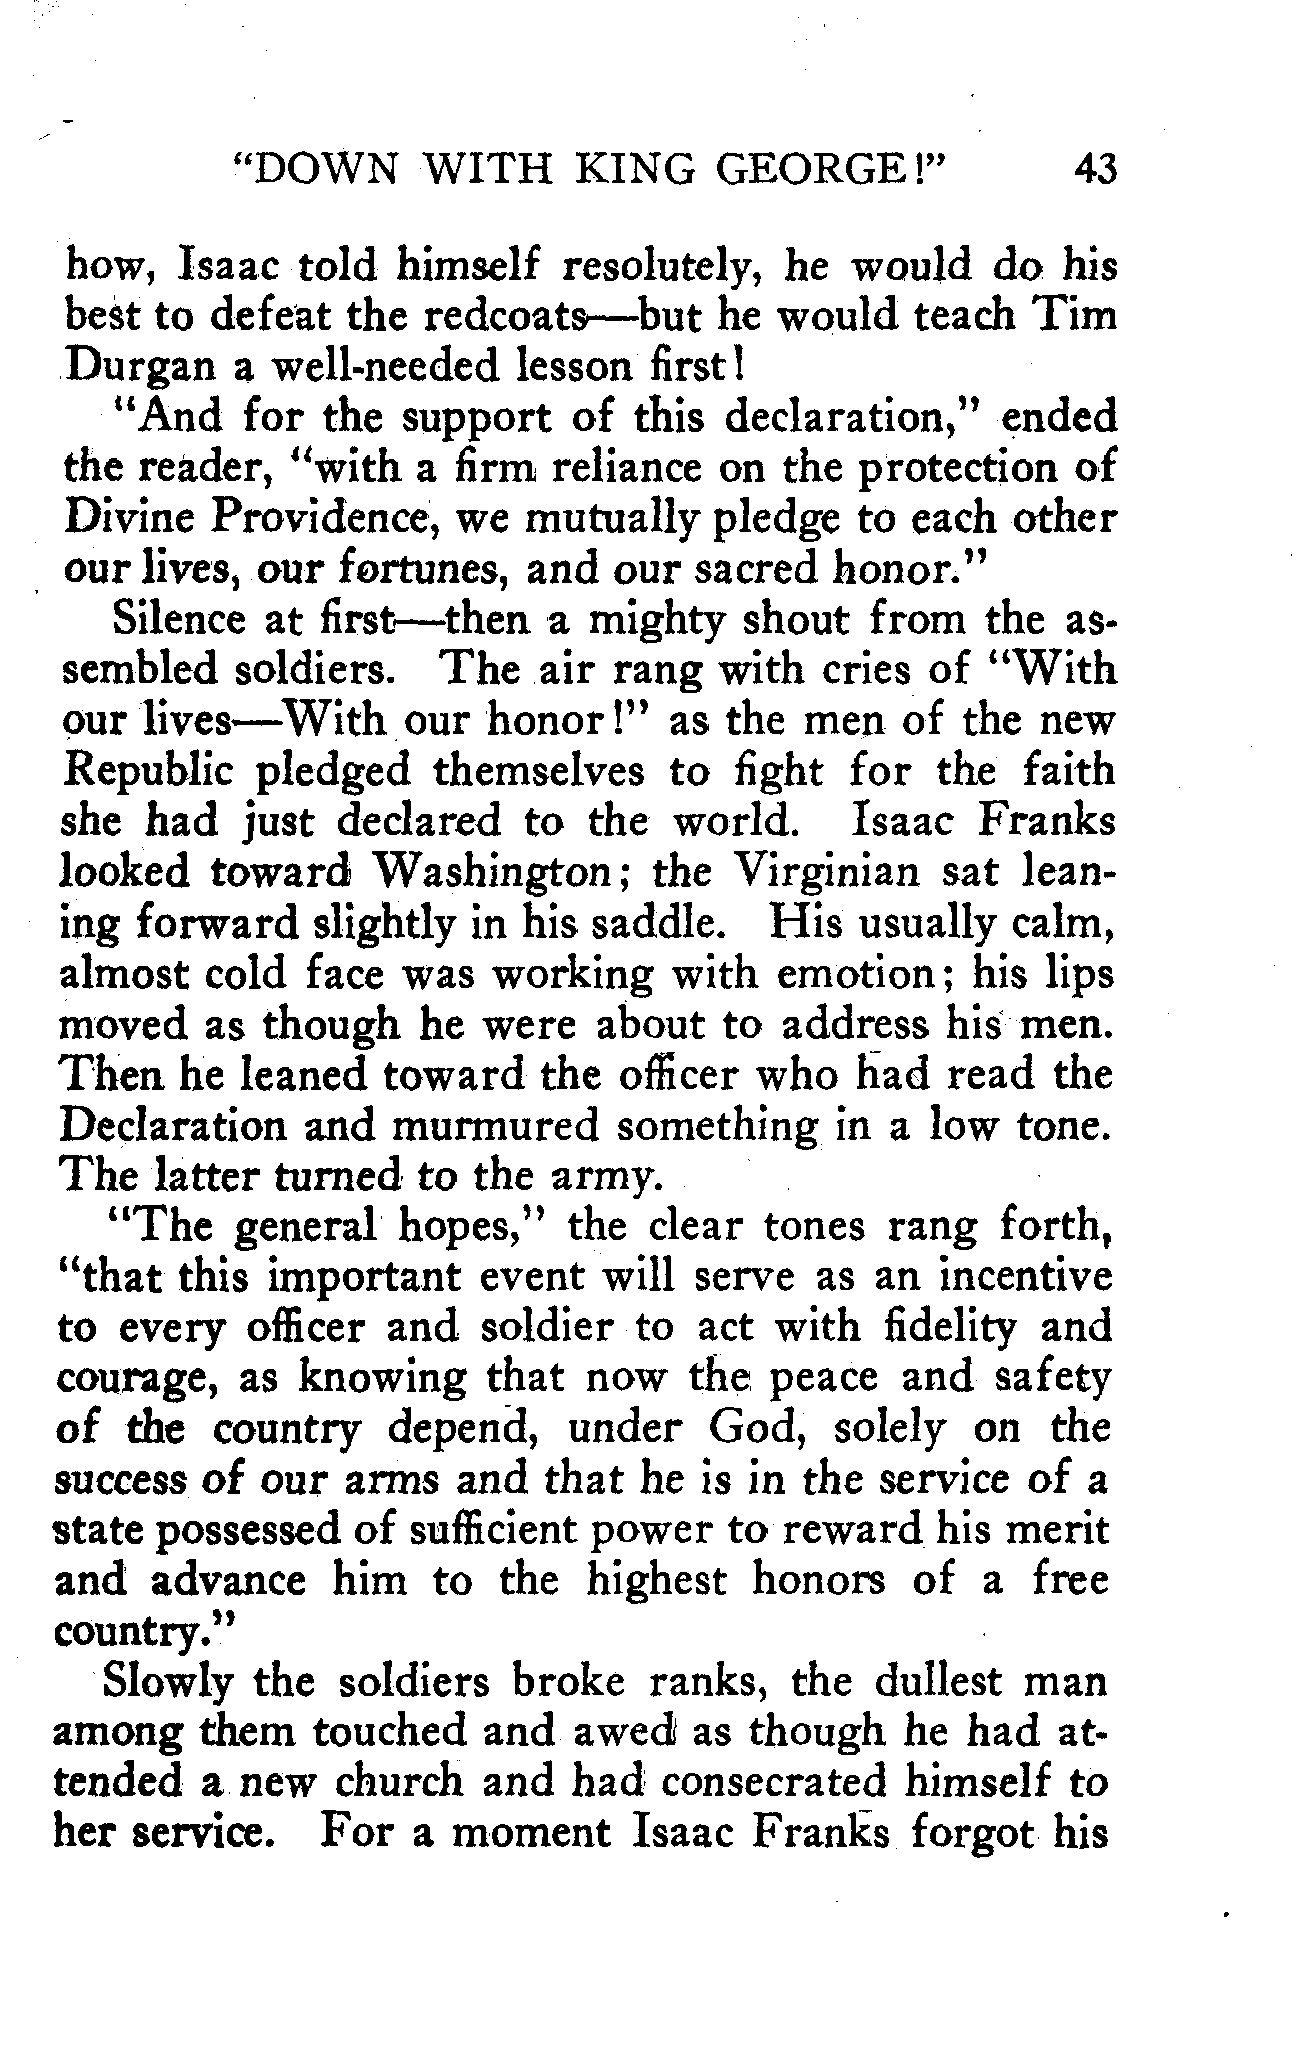 "DOWN WITH KING GEORGE!" 43
how, Isaac told himself resolutely, he would do his
best to defeat the redcoats—but he would teach Tim
Durgan a well-needed lesson first!
"And for the support of this declaration," ended
the reader, "with a firm reliance on the protection of
Divine Providence, we mutually pledge to each other
our lives, our fortunes, and our sacred honor."
Silence at first—then a mighty shout from the as-
sembled soldiers. The air rang with cries of "With
our lives—With our honor!" as the men of the new
Republic pledged themselves to fight for the faith
she had just declared to the world. Isaac Franks
looked toward Washington; the Virginian sat lean-
ing forward slightly in his saddle. His usually calm,
almost cold face was working with emotion; his lips
moved as though he were about to address his men.
Then he leaned toward the officer who had read the
Declaration and murmured something in a low tone.
The latter turned to the army.
"The general hopes," the clear tones rang forth,
"that this important event will serve as an incentive
to every officer and soldier to act with fidelity and
courage, as knowing that now the peace and safety
of the country depend, under God, solely on the
success of our arms and that he is in the service of a
state possessed of sufficient power to reward his merit
and advance him to the highest honors of a free
country."
Slowly the soldiers broke ranks, the dullest man
among them touched and awed as though he had at-
tended a new church and had consecrated himself to
her service. For a moment Isaac Franks forgot his